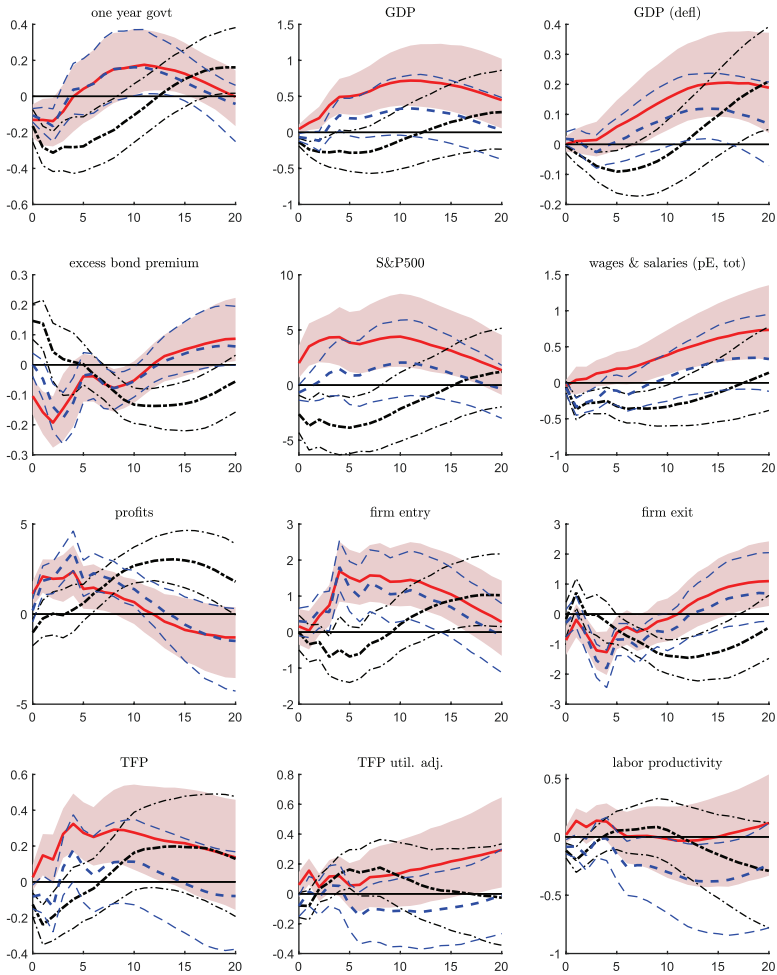 one year govt
GDP
GDP (defl)
0.4
0.2
0
-0.2
-0.4
-0.6
0 5 10 15 20
1.5
1
0.5
0
-0.5
-1
0 5 10 15 20
0.4
0.3
0.2
0.1
0
-0.1
-0.2
0 5 10 15 20
excess bond premium
S&P500
wages & salaries (pE, tot)
0.3
0.2
0.1
0
-0.1
-0.2
-0.3
0 5 10 15 20
10
5
0
-5
0 5 10 15 20
1.5
1
0.5
0
-0.5
-1
0 5 10 15 20
profits
firm entry
firm exit
5
0
-5
0 5 10 15 20
3
2
1
0
-1
-2
0 5 10 15 20
3
2
1
0
-1
-2
-3
0 5 10 15 20
TFP
TFP util. adj.
labor productivity
0.6
0.4
0.2
0
-0.2
-0.4
0 5 10 15 20
0.8
0.6
0.4
0.2
0
-0.2
-0.4
0 5 10 15 20
0.5
0
-0.5
-1
0 5 10 15 20